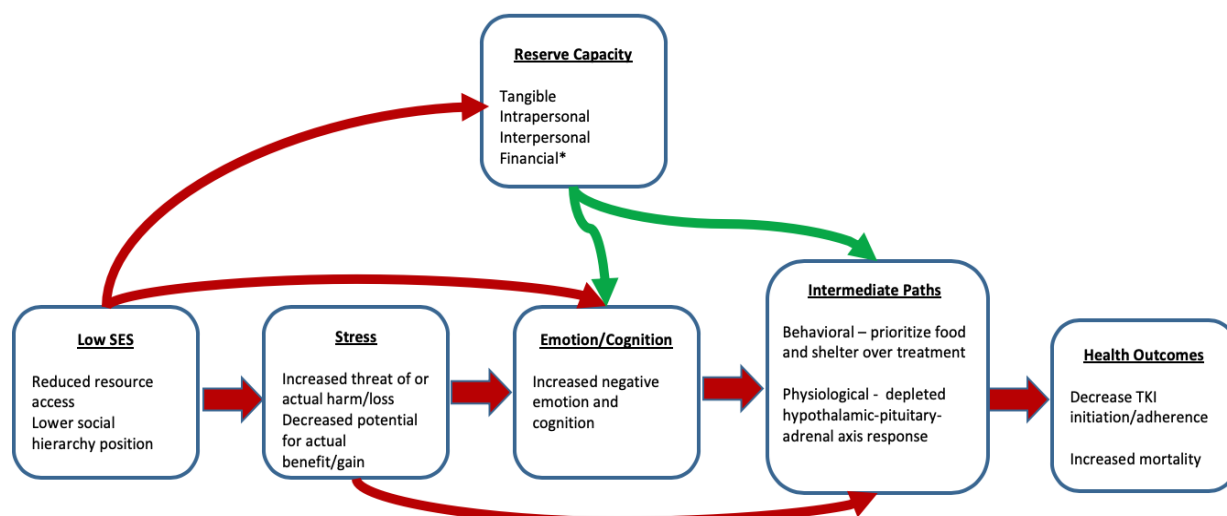 Reserve Capacity
Tangible
Intrapersonal
Interpersonal
Financial*
Low SES
Reduced resource
access
Lower social
hierarchy position
Stress
Increased threat of or
actual harm/loss
Decreased potential
for actual
benefit/gain
Emotion/Cognition
Increased negative
emotion and
cognition
Intermediate Paths
Behavioral – prioritize food
and shelter over treatment
Physiological - depleted
hypothalamic-pituitary-
adrenal axis response
Health Outcomes
Decrease TKI
initiation/adherence
Increased mortality